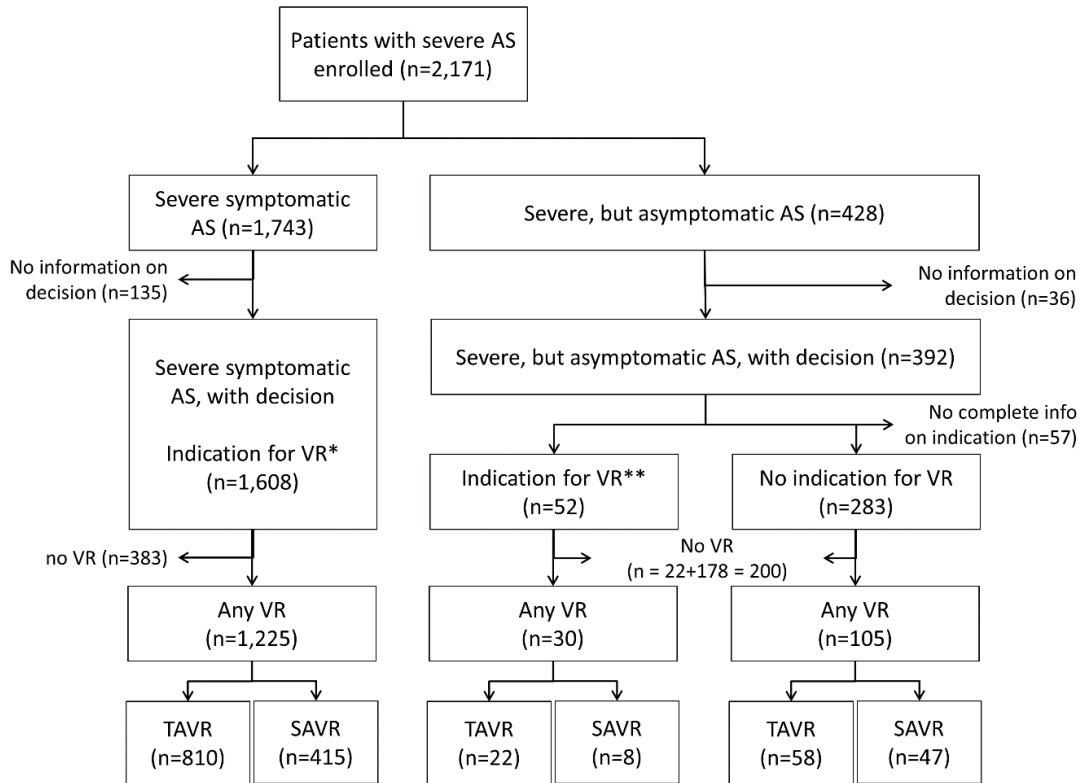 Patients with severe AS
enrolled (n=2,171)
Severe symptomatic
AS (n=1,743)
Severe, but asymptomatic AS (n=428)
No information on
decision (n=135)
No information on
decision (n=36)
Severe symptomatic
AS, with decision
Indication for VR*
(n=1,608)
Severe, but asymptomatic AS, with decision (n=392)
No complete info
on indication (n=57)
Indication for VR**
(n=52)
No indication for VR
(n=283)
no VR (n=383)
No VR
(n = 22+178 = 200)
Any VR
(n=1,225)
Any VR
(n=30)
Any VR
(n=105)
TAVR
(n=810)
SAVR
(n=415)
TAVR
(n=22)
SAVR
(n=8)
TAVR
(n=58)
SAVR
(n=47)